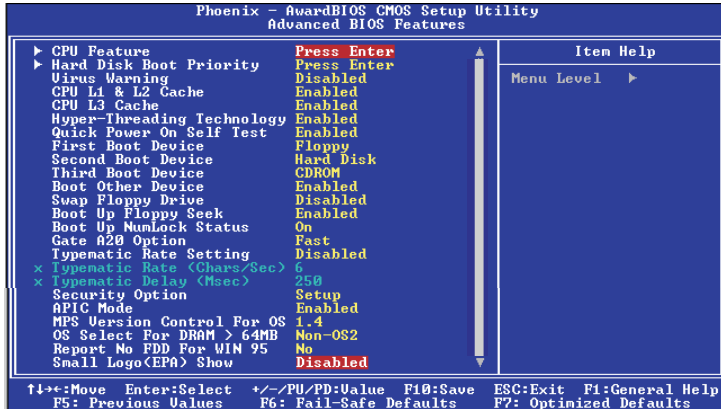 Phoenix - AwardBIOS CMOS Setup Utility
Advanced BIOS Features
CPU Feature Press Enter
Hard Disk Boot Priority Press Enter
Virus Warning Disabled
CPU L1 & L2 Cache Enabled
CPU L3 Cache Enabled
Hyper-Threading Technology Enabled
Quick Power On Self Test Enabled
First Boot Device Floppy
Second Boot Device Hard Disk
Third Boot Device CDROM
Boot Other Device Enabled
Swap Floppy Drive Disabled
Boot Up Floppy Seek Enabled
Boot Up NumLock Status On
Gate A20 Option Fast
Typematic Rate Setting Disabled
x Typematic Rate (Chars/Sec) 6
x Typematic Delay (Msec) 250
Security Option Setup
APIC Mode Enabled
MPS Version Control For OS 1.4
OS Select For DRAM > 64MB Non-OS2
Report No FDD For WIN 95 No
Small Logo(EPA) Show Disabled
Item Help
Menu Level
↑↓→←:Move Enter:Select +/-/PU/PD:Value F10:Save ESC:Exit F1:General Help
F5: Previous Values F6: Fail-Safe Defaults F7: Optimized Defaults